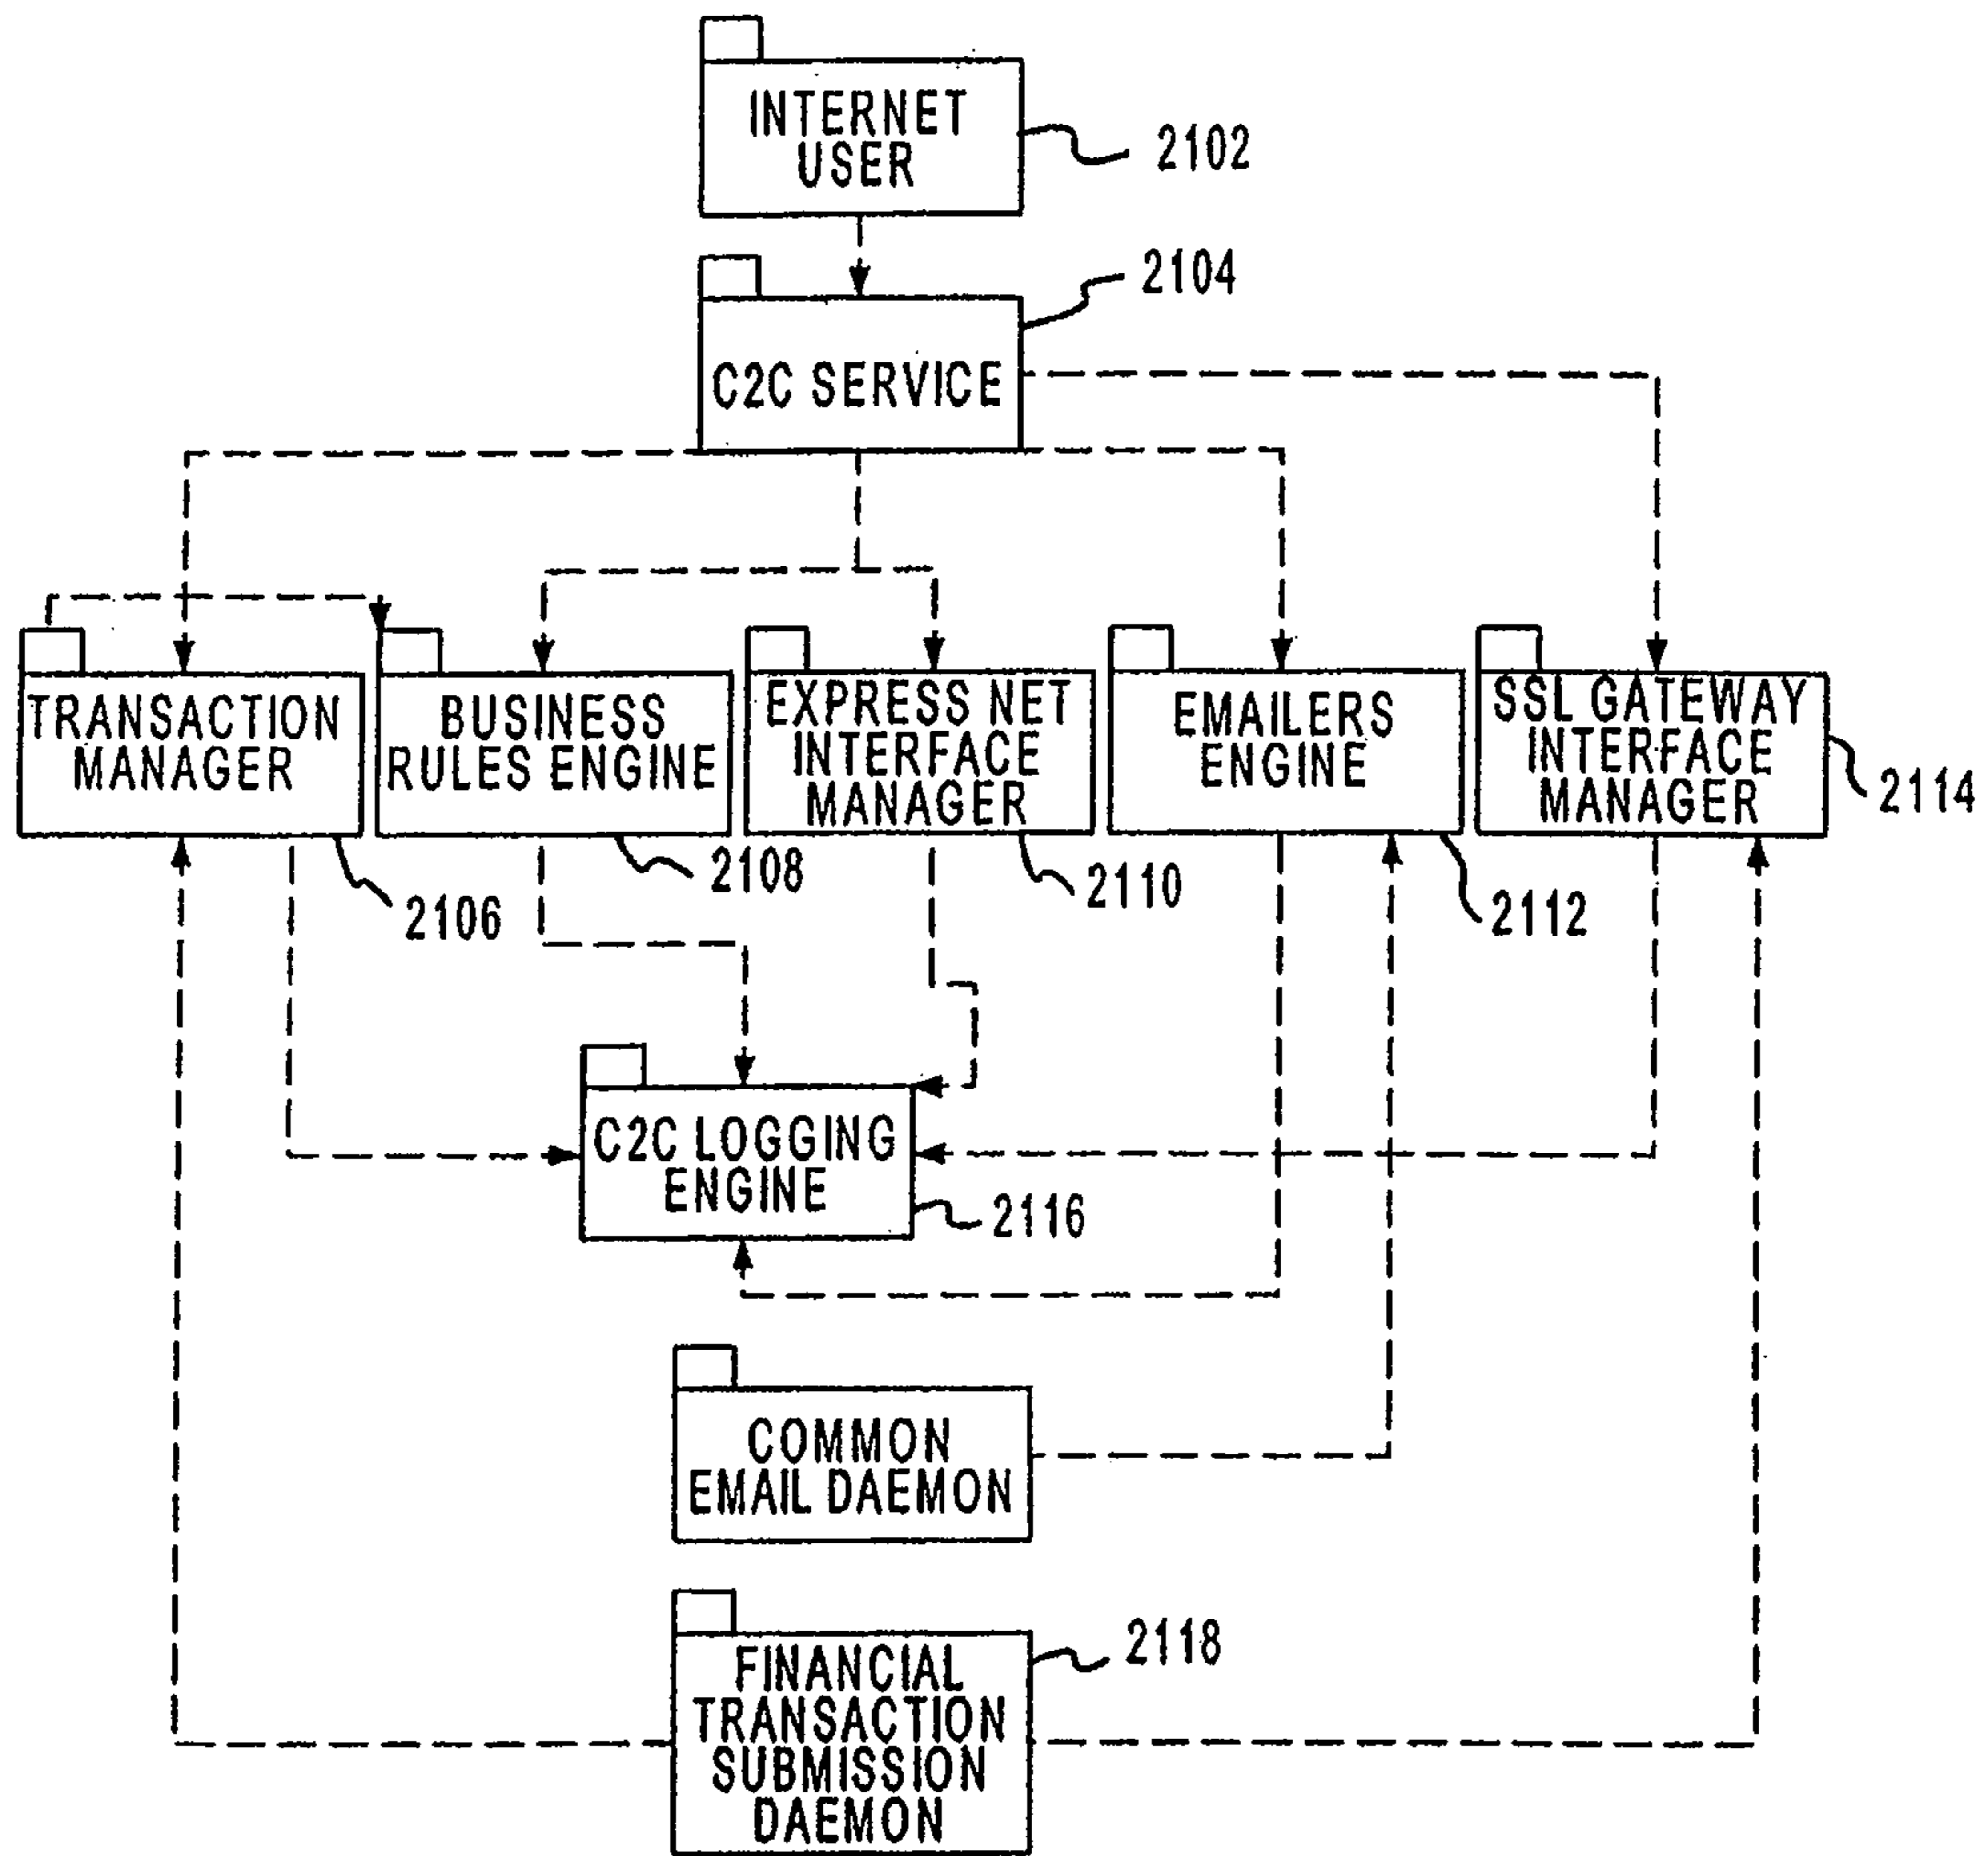 INTERNET
USER
2102
2104
C2C SERVICE
TRANSACTION
MANAGER
BUSINESS
RULES ENGINE
EXPRESS NET
INTERFACE
MANAGER
EMAILERS
ENGINE
SSL GATEWAY
INTERFACE
MANAGER
2114
2108
2110
2106
2112
C2C LOGGING
ENGINE
2116
COMMON
EMAIL DAEMON
2118
FINANCIAL
TRANSACTION
SUBMISSION
DAEMON